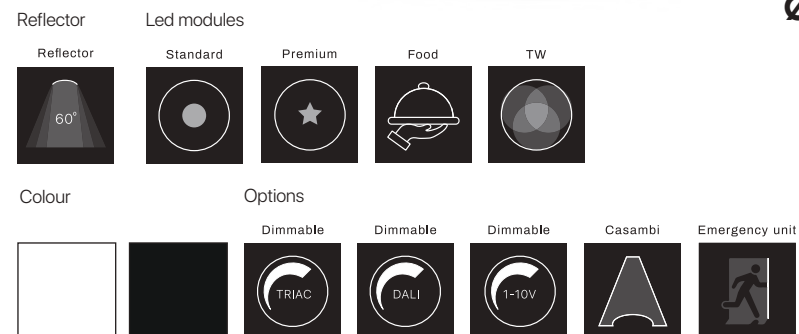 Reflector
Led modules
Reflector
Standard
Premium
Food
TW
60°
Colour
Options
Dimmable
Dimmable
Dimmable
Casambi
Emergency unit
TRIAC
DALI
1-10V